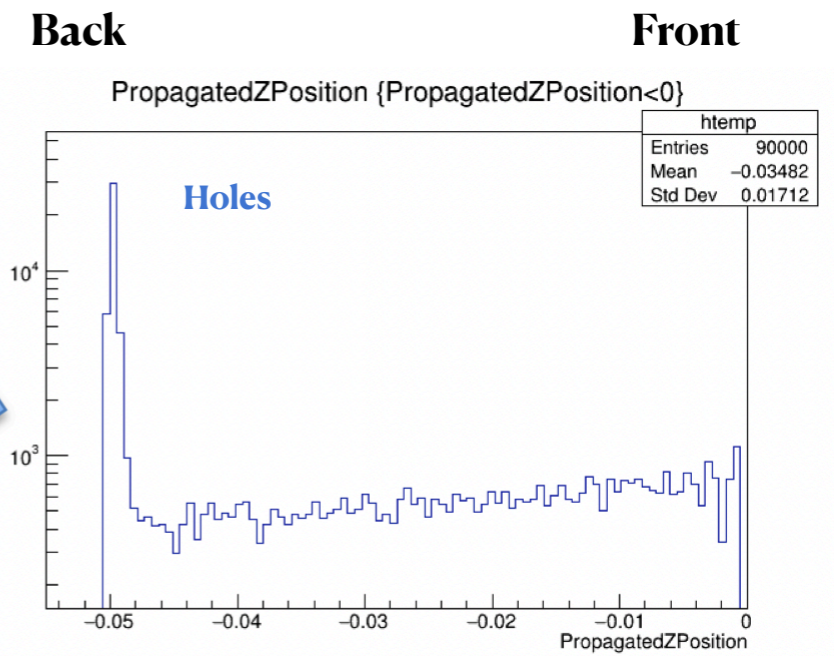 Back Front
PropagatedZPosition {PropagatedZPosition<0}
htemp
Entries 90000
Mean −0.03482
Std Dev 0.01712
Holes
10⁴
10³
−0.05 −0.04 −0.03 −0.02 −0.01 0
PropagatedZPosition